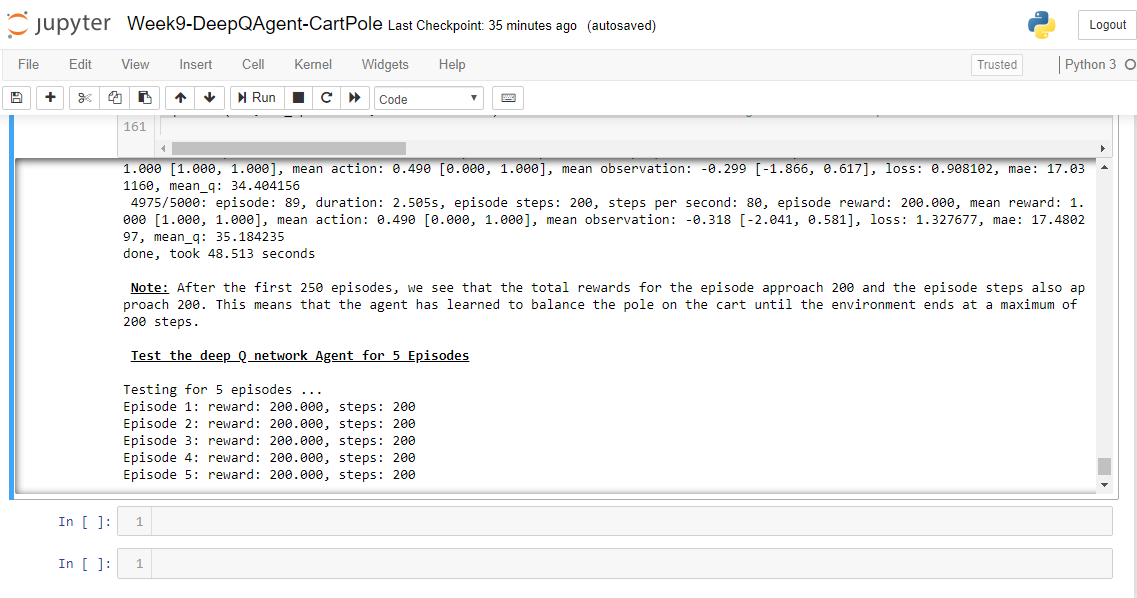 jupyter Week9-DeepQAgent-CartPole Last Checkpoint: 35 minutes ago (autosaved)
Logout
File Edit View Insert Cell Kernel Widgets Help
Trusted
Python 3
Run
Code
161
1.000 [1.000, 1.000], mean action: 0.490 [0.000, 1.000], mean observation: -0.299 [-1.866, 0.617], loss: 0.908102, mae: 17.03
1160, mean_q: 34.404156
4975/5000: episode: 89, duration: 2.505s, episode steps: 200, steps per second: 80, episode reward: 200.000, mean reward: 1.
000 [1.000, 1.000], mean action: 0.490 [0.000, 1.000], mean observation: -0.318 [-2.041, 0.581], loss: 1.327677, mae: 17.4802
97, mean_q: 35.184235
done, took 48.513 seconds
Note: After the first 250 episodes, we see that the total rewards for the episode approach 200 and the episode steps also ap
proach 200. This means that the agent has learned to balance the pole on the cart until the environment ends at a maximum of
200 steps.
Test the deep Q network Agent for 5 Episodes
Testing for 5 episodes ...
Episode 1: reward: 200.000, steps: 200
Episode 2: reward: 200.000, steps: 200
Episode 3: reward: 200.000, steps: 200
Episode 4: reward: 200.000, steps: 200
Episode 5: reward: 200.000, steps: 200
In [ ]: 1
In [ ]: 1